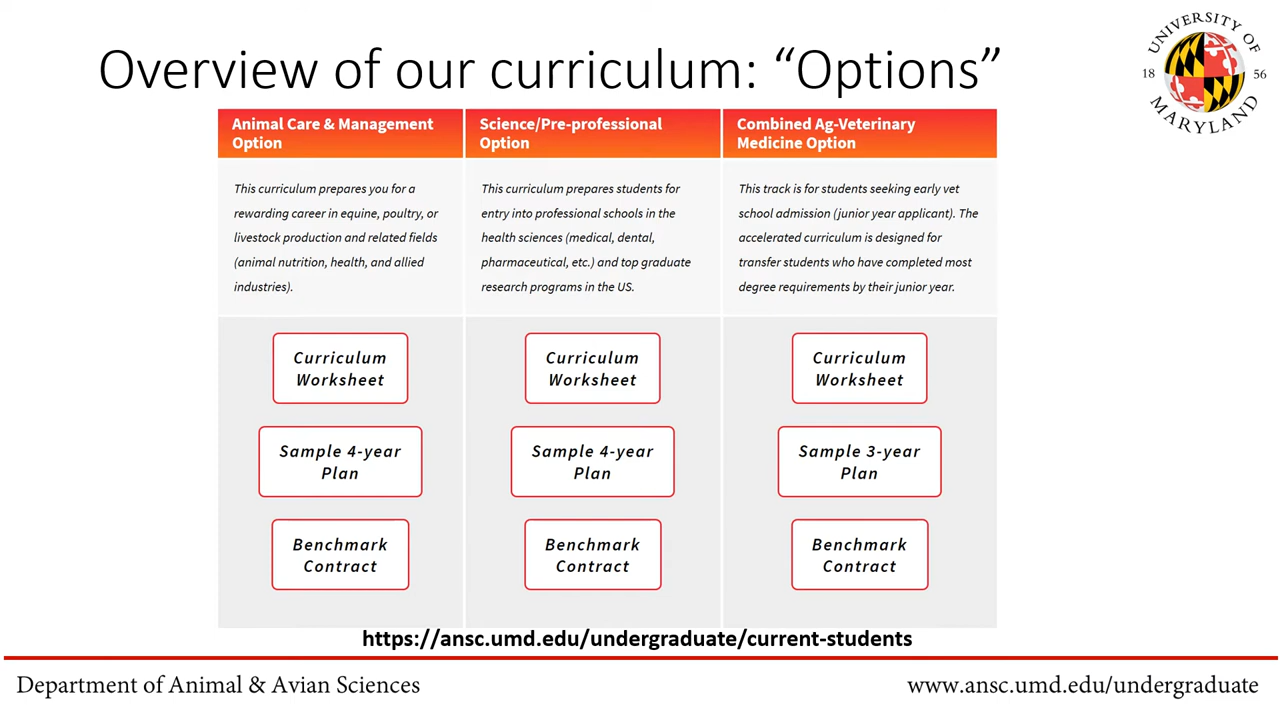 Overview of our curriculum: “Options”
UNIVERSITY OF
18 56
MARYLAND
Animal Care & Management
Option
This curriculum prepares you for a
rewarding career in equine, poultry, or
livestock production and related fields
(animal nutrition, health, and allied
industries).
Curriculum
Worksheet
Sample 4-year
Plan
Benchmark
Contract
Science/Pre-professional
Option
This curriculum prepares students for
entry into professional schools in the
health sciences (medical, dental,
pharmaceutical, etc.) and top graduate
research programs in the US.
Curriculum
Worksheet
Sample 4-year
Plan
Benchmark
Contract
Combined Ag-Veterinary
Medicine Option
This track is for students seeking early vet
school admission (junior year applicant). The
accelerated curriculum is designed for
transfer students who have completed most
degree requirements by their junior year.
Curriculum
Worksheet
Sample 3-year
Plan
Benchmark
Contract
https://ansc.umd.edu/undergraduate/current-students
Department of Animal & Avian Sciences
www.ansc.umd.edu/undergraduate